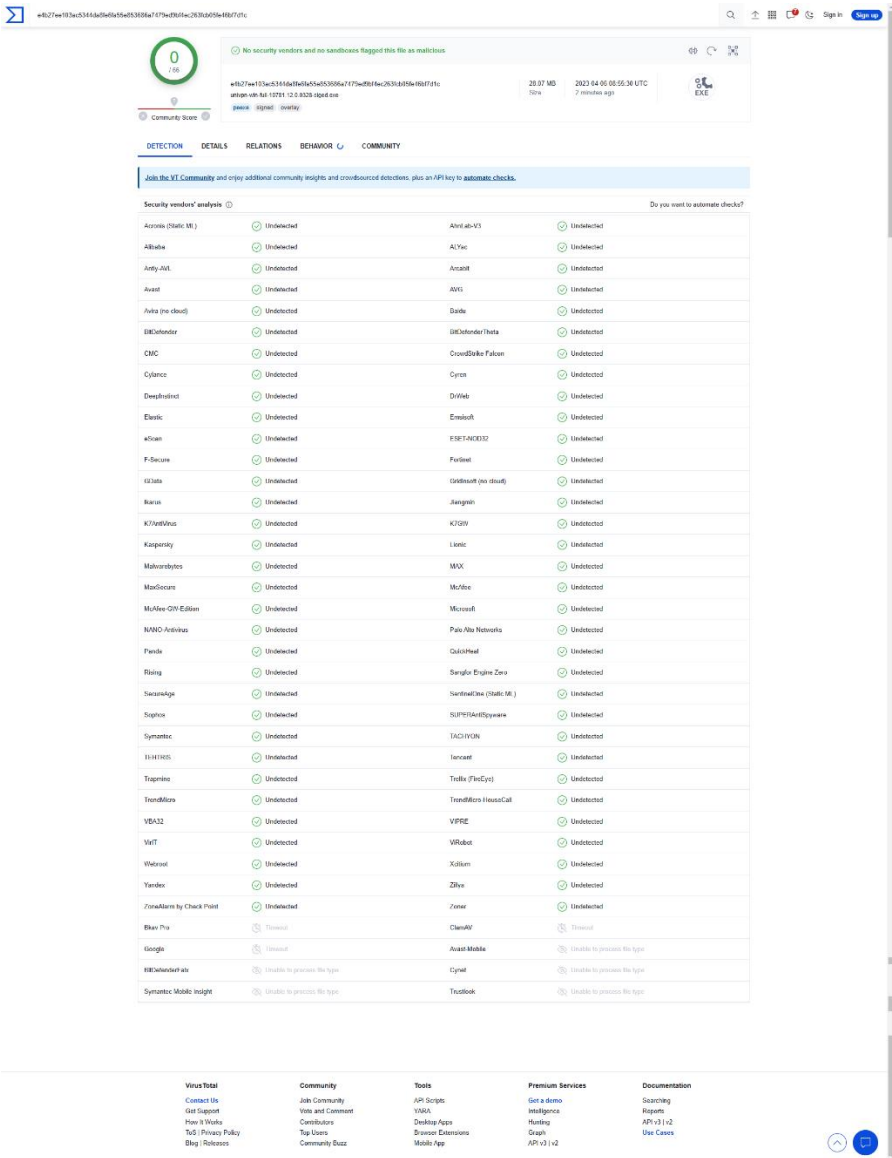 Sign in Sign up
0
/ 66
Community Score
No security vendors and no sandboxes flagged this file as malicious
28.07 MB
Size
7 minutes ago
EXE
signed overlay
DETECTION DETAILS RELATIONS BEHAVIOR COMMUNITY
Join the VT Community and enjoy additional community insights and crowdsourced detections, plus an API key to automate checks.
Security vendors' analysis Do you want to automate checks?
Acronis (Static ML) Undetected AhnLab-V3 Undetected
Alibaba Undetected ALYac Undetected
Antiy-AVL Undetected Arcabit Undetected
Avast Undetected AVG Undetected
Avira (no cloud) Undetected Baidu Undetected
BitDefender Undetected BitDefenderTheta Undetected
CMC Undetected CrowdStrike Falcon Undetected
Cylance Undetected Cyren Undetected
DeepInstinct Undetected DrWeb Undetected
Elastic Undetected Emsisoft Undetected
eScan Undetected ESET-NOD32 Undetected
F-Secure Undetected Fortinet Undetected
GData Undetected Gridinsoft (no cloud) Undetected
Ikarus Undetected Jiangmin Undetected
K7AntiVirus Undetected K7GW Undetected
Kaspersky Undetected Lionic Undetected
Malwarebytes Undetected MAX Undetected
MaxSecure Undetected McAfee Undetected
McAfee-GW-Edition Undetected Microsoft Undetected
NANO-Antivirus Undetected Palo Alto Networks Undetected
Panda Undetected QuickHeal Undetected
Rising Undetected Sangfor Engine Zero Undetected
SecureAge Undetected SentinelOne (Static ML) Undetected
Sophos Undetected SUPERAntiSpyware Undetected
Symantec Undetected TACHYON Undetected
TEHTRIS Undetected Tencent Undetected
Trapmine Undetected Trellix (FireEye) Undetected
TrendMicro Undetected TrendMicro-HouseCall Undetected
VBA32 Undetected VIPRE Undetected
VirIT Undetected ViRobot Undetected
Webroot Undetected Xcitium Undetected
Yandex Undetected Zillya Undetected
ZoneAlarm by Check Point Undetected Zoner Undetected
Bkav Pro Timeout ClamAV Timeout
Google Timeout Avast-Mobile Unable to process file type
BitDefenderFalx Unable to process file type Cynet Unable to process file type
Symantec Mobile Insight Unable to process file type Trustlook Unable to process file type
VirusTotal Community Tools Premium Services Documentation
Contact Us Join Community API Scripts Get a demo Searching
Get Support Vote and Comment YARA Intelligence Reports
How It Works Contributors Desktop Apps Hunting API v3 | v2
ToS | Privacy Policy Top Users Browser Extensions Graph Use Cases
Blog | Releases Community Buzz Mobile App API v3 | v2